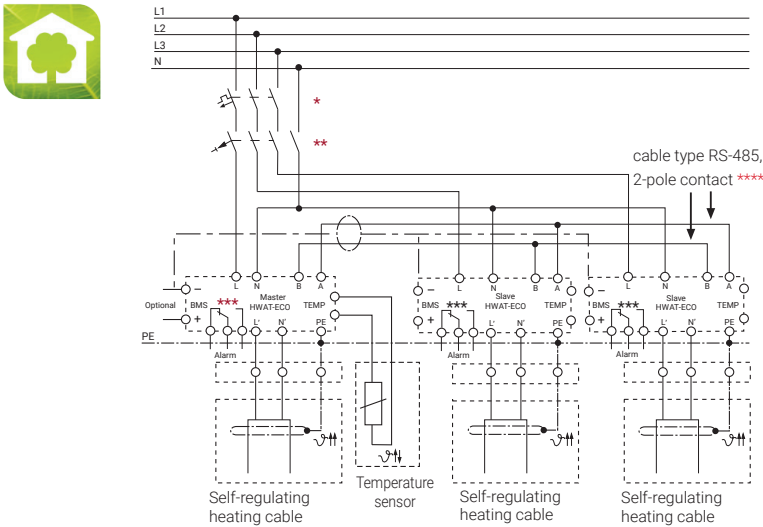 L1
L2
L3
N
*
**
cable type RS-485,
2-pole contact ****
L N B A
L N B A
L N B A
Optional
−
BMS
+
***
Master
HWAT-ECO
TEMP
L' N' PE
Alarm
−
BMS
+
***
Slave
HWAT-ECO
TEMP
L' N' PE
Alarm
−
BMS
+
***
Slave
HWAT-ECO
TEMP
L' N' PE
Alarm
PE
Self-regulating
heating cable
Temperature
sensor
Self-regulating
heating cable
Self-regulating
heating cable